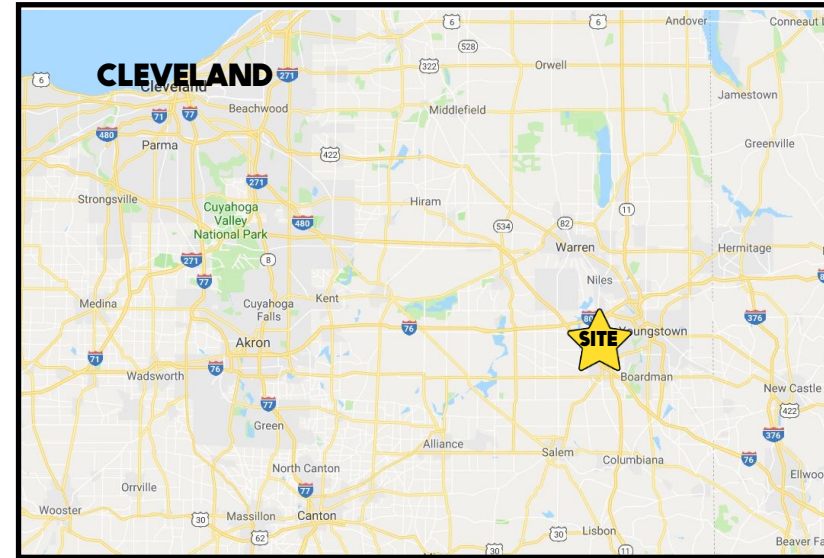 6
6
Andover
Conneaut L
528
322
Orwell
CLEVELAND
271
6
Cleveland
Jamestown
Beachwood
Middlefield
71
77
480
Parma
Greenville
422
271
Strongsville
Hiram
Cuyahoga
Valley
National Park
11
480
534
82
Warren
Hermitage
271
8
77
Niles
Medina
Cuyahoga
Falls
Kent
80
376
76
Akron
SITE
Youngstown
71
76
Wadsworth
Boardman
New Castle
77
422
Green
376
Alliance
Salem
Columbiana
76
North Canton
Ellwoo
Orrville
77
Wooster
30
Massillon
Canton
62
30
Lisbon
Beaver Fa
30
11